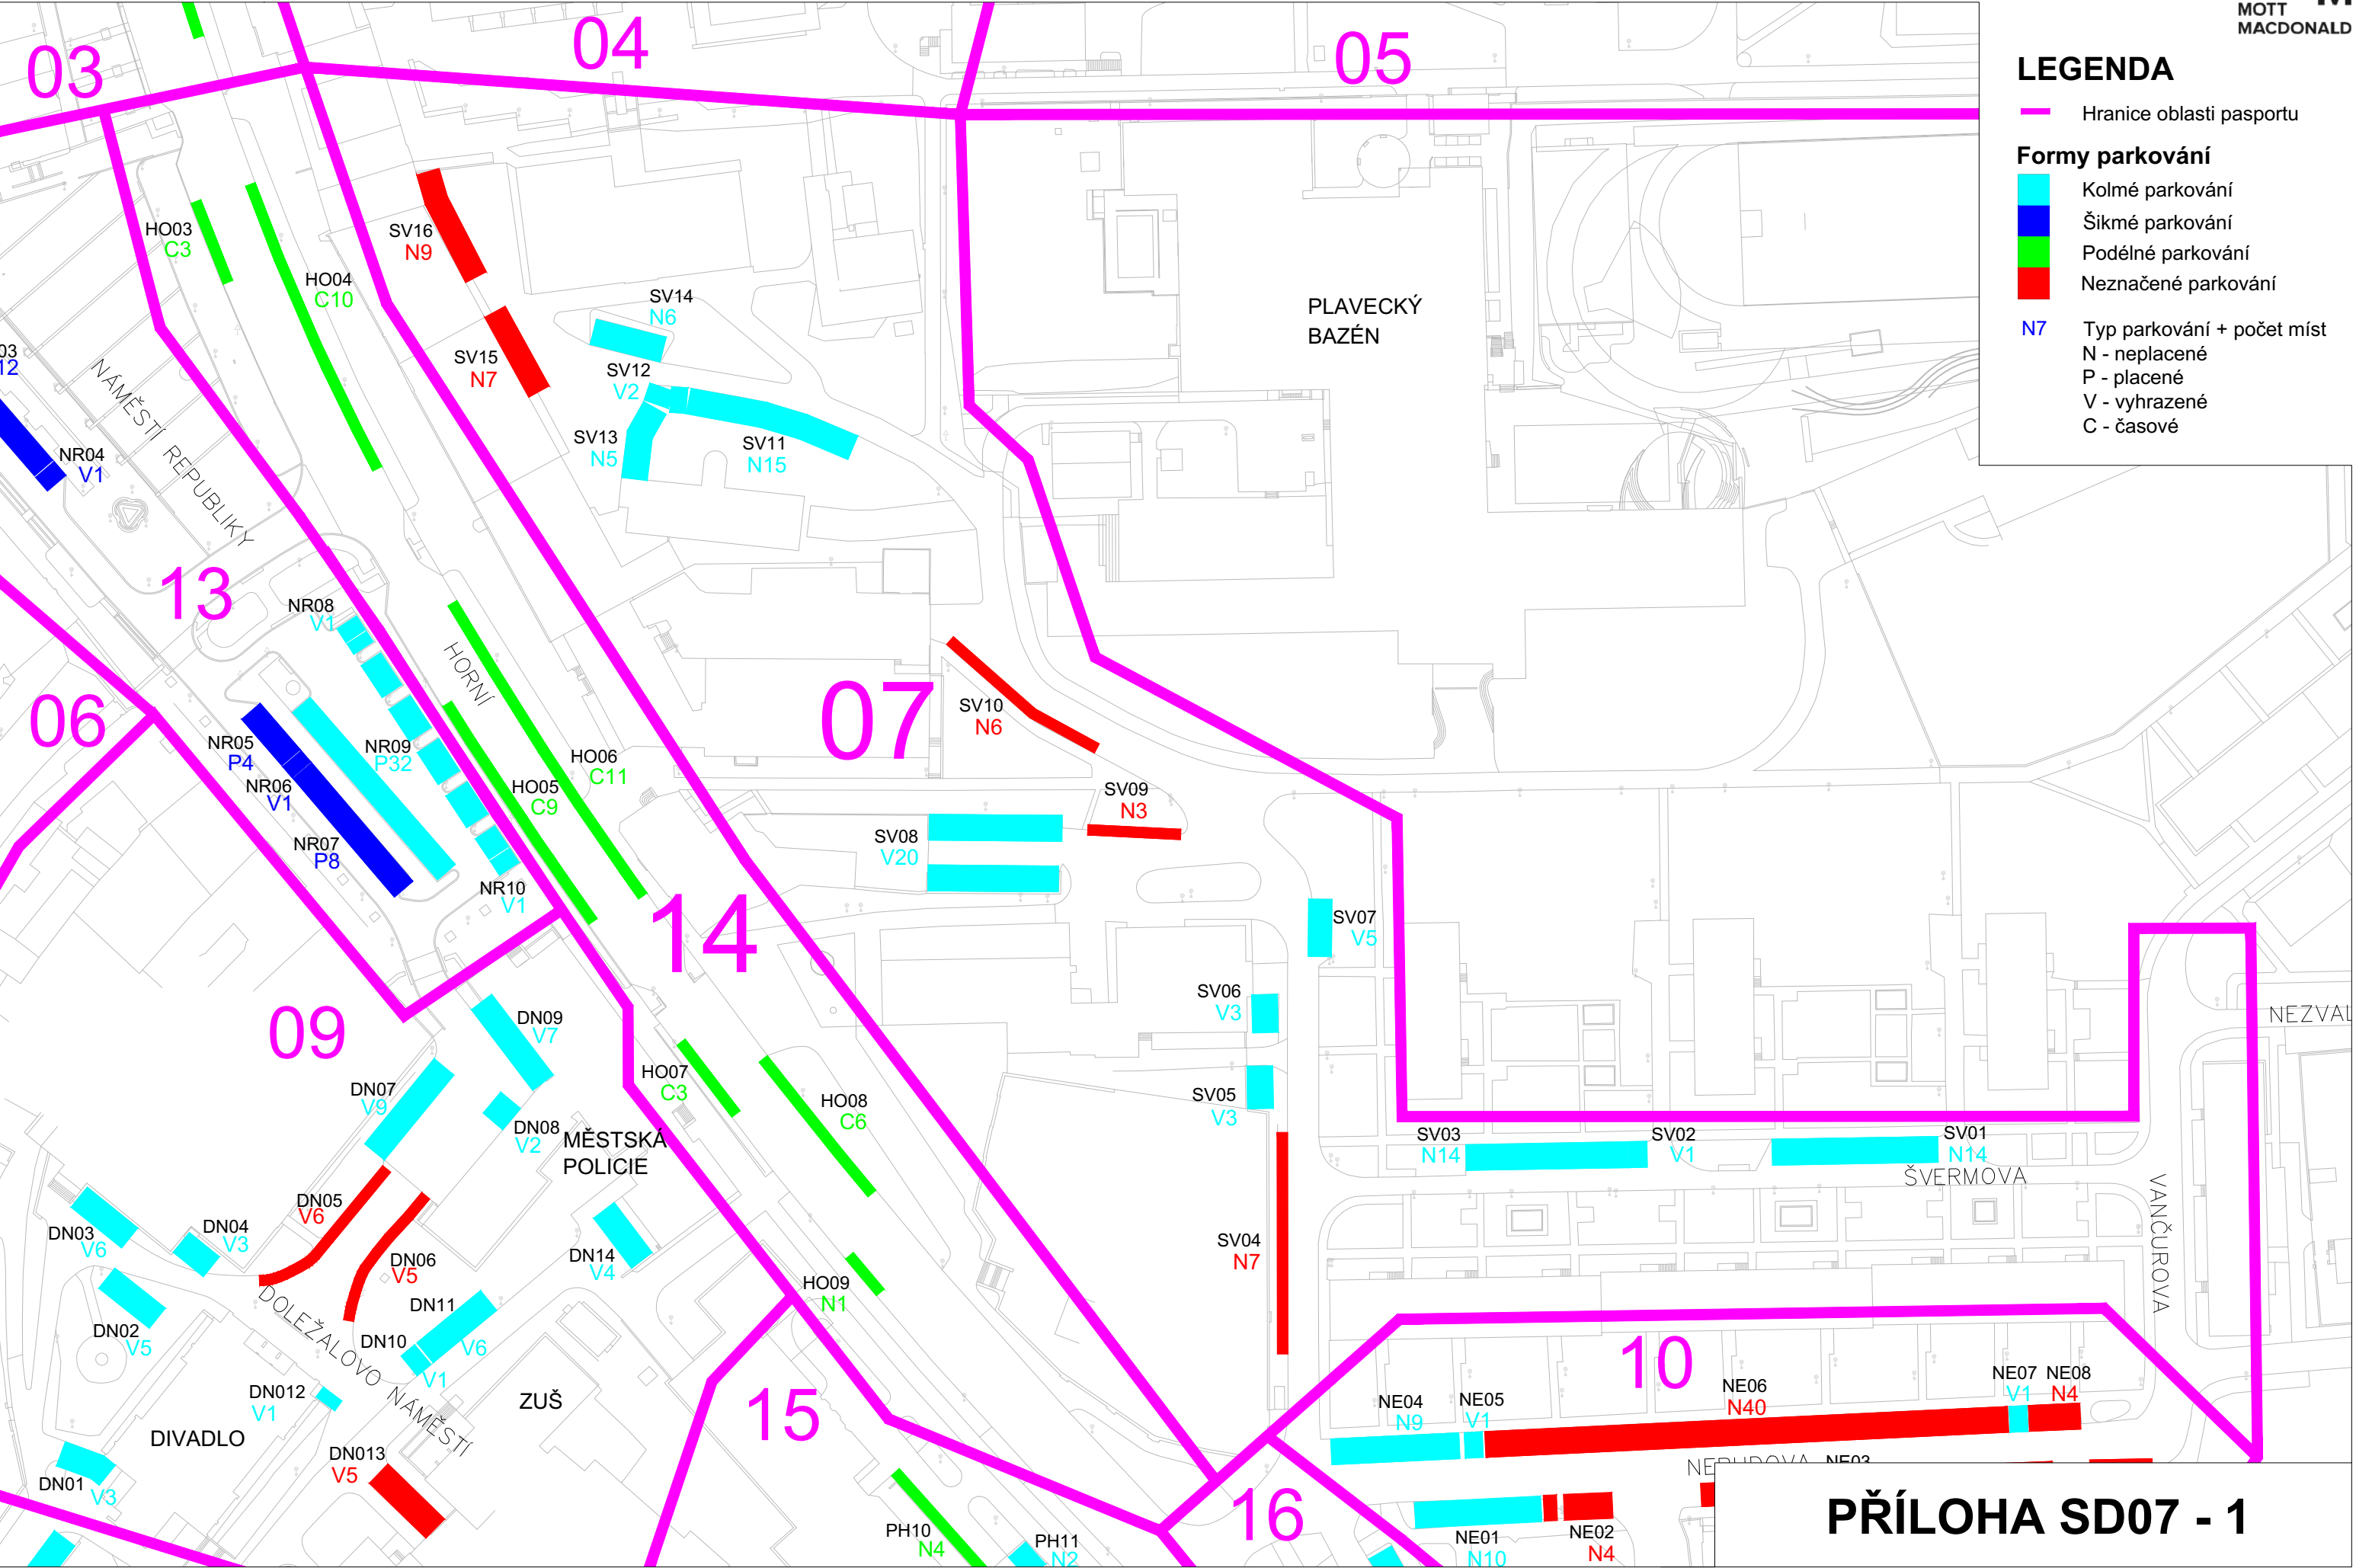 MOTT M
MACDONALD
LEGENDA
Hranice oblasti pasportu
Formy parkování
Kolmé parkování
Šikmé parkování
Podélné parkování
Neznačené parkování
N7 Typ parkování + počet míst
N - neplacené
P - placené
V - vyhrazené
C - časové
03
04
05
HO03
C3
HO04
C10
SV16
N9
SV15
N7
SV14
N6
SV12
V2
SV13
N5
SV11
N15
PLAVECKÝ
BAZÉN
03
12
NR04
V1
NÁMĚSTÍ REPUBLIKY
13
NR08
V1
HORNÍ
06
NR05
P4
NR06
V1
NR07
P8
NR09
P32
NR10
V1
HO05
C9
HO06
C11
07
SV10
N6
SV09
N3
SV08
V20
14
SV07
V5
SV06
V3
SV05
V3
09
DN09
V7
DN07
V9
DN08
V2
MĚSTSKÁ
POLICIE
HO07
C3
HO08
C6
NEZVAL
SV03
N14
SV02
V1
SV01
N14
ŠVERMOVA
VANČUROVA
SV04
N7
DN05
V6
DN03
V6
DN04
V3
DN06
V5
DN14
V4
DN02
V5
DN11
V6
DN10
V1
HO09
N1
DOLEŽALOVO NÁMĚSTÍ
DN012
V1
ZUŠ
DIVADLO
DN013
V5
DN01
V3
15
10
NE04
N9
NE05
V1
NE06
N40
NE07
V1
NE08
N4
NERUDOVA NE03
16
PH10
N4
PH11
N2
NE01
N10
NE02
N4
PŘÍLOHA SD07 - 1